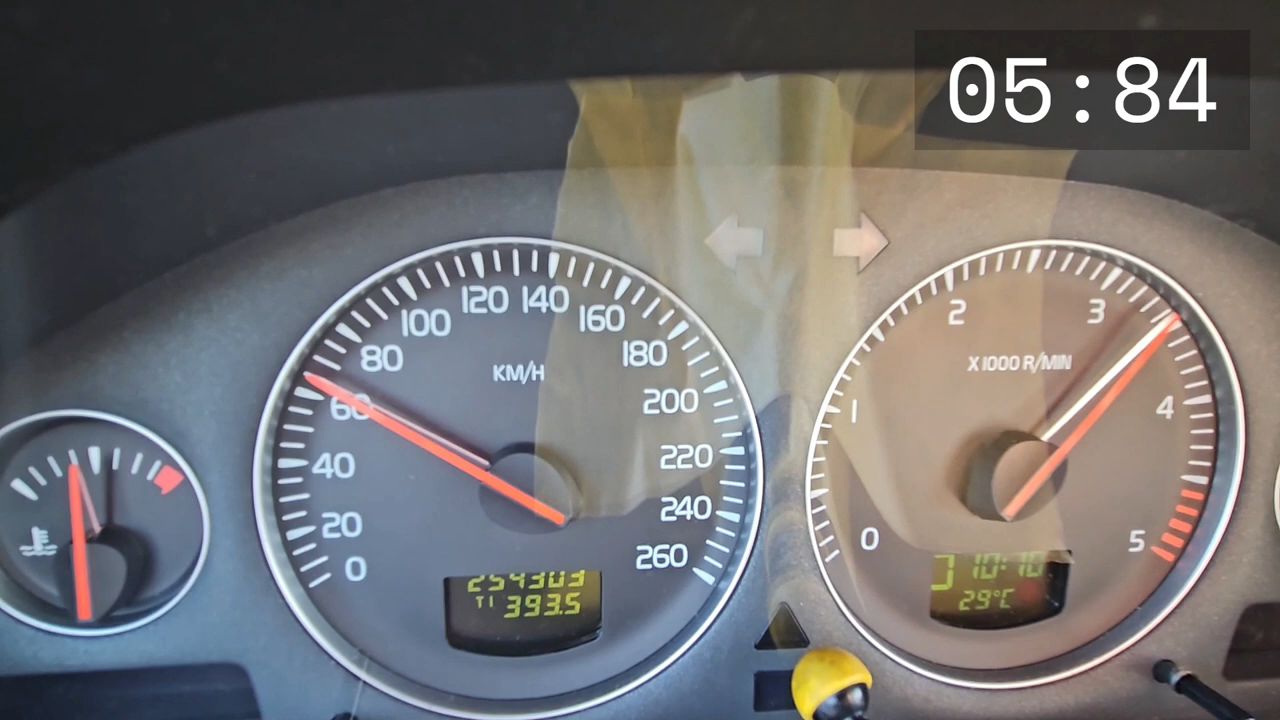 05:84
0 20 40 60 80 100 120 140 160 180 200 220 240 260
KM/H
254303
T1 393.5
0 1 2 3 4 5
X1000 R/MIN
10:10
29°C